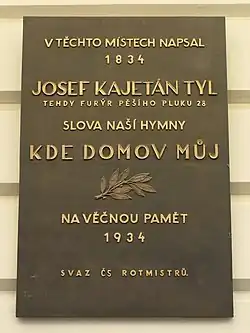 V TĚCHTO MÍSTECH NAPSAL
1834
JOSEF KAJETÁN TYL
TEHDY FURÝR PĚŠÍHO PLUKU 28
SLOVA NAŠÍ HYMNY
KDE DOMOV MŮJ
NA VĚČNOU PAMĚT
1934
SVAZ ČS ROTMISTRŮ